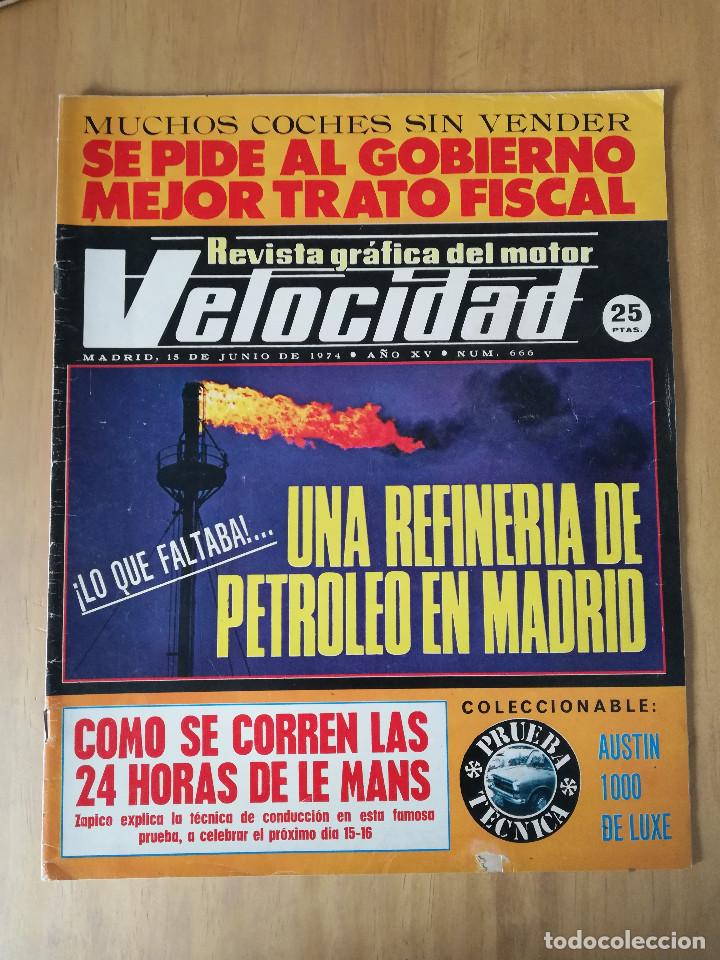 MUCHOS COCHES SIN VENDER
SE PIDE AL GOBIERNO
MEJOR TRATO FISCAL
Revista gráfica del motor
Velocidad
25
PTAS.
MADRID, 15 DE JUNIO DE 1974 • AÑO XV • NUM. 666
¡LO QUE FALTABA!...
UNA REFINERIA DE
PETROLEO EN MADRID
COMO SE CORREN LAS
24 HORAS DE LE MANS
Zapico explica la técnica de conducción en esta famosa
prueba, a celebrar el próximo día 15-16
COLECCIONABLE:
PRUEBA
TECNICA
AUSTIN
1000
DE LUXE
todocoleccion